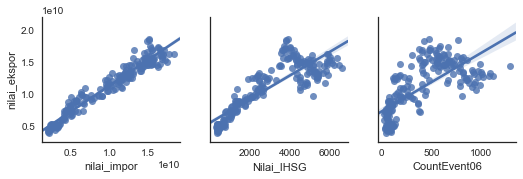 1e10
nilai_ekspor
2.0
1.5
1.0
0.5
0.5 1.0 1.5
1e10
nilai_impor
2000 4000 6000
Nilai_IHSG
0 500 1000
CountEvent06